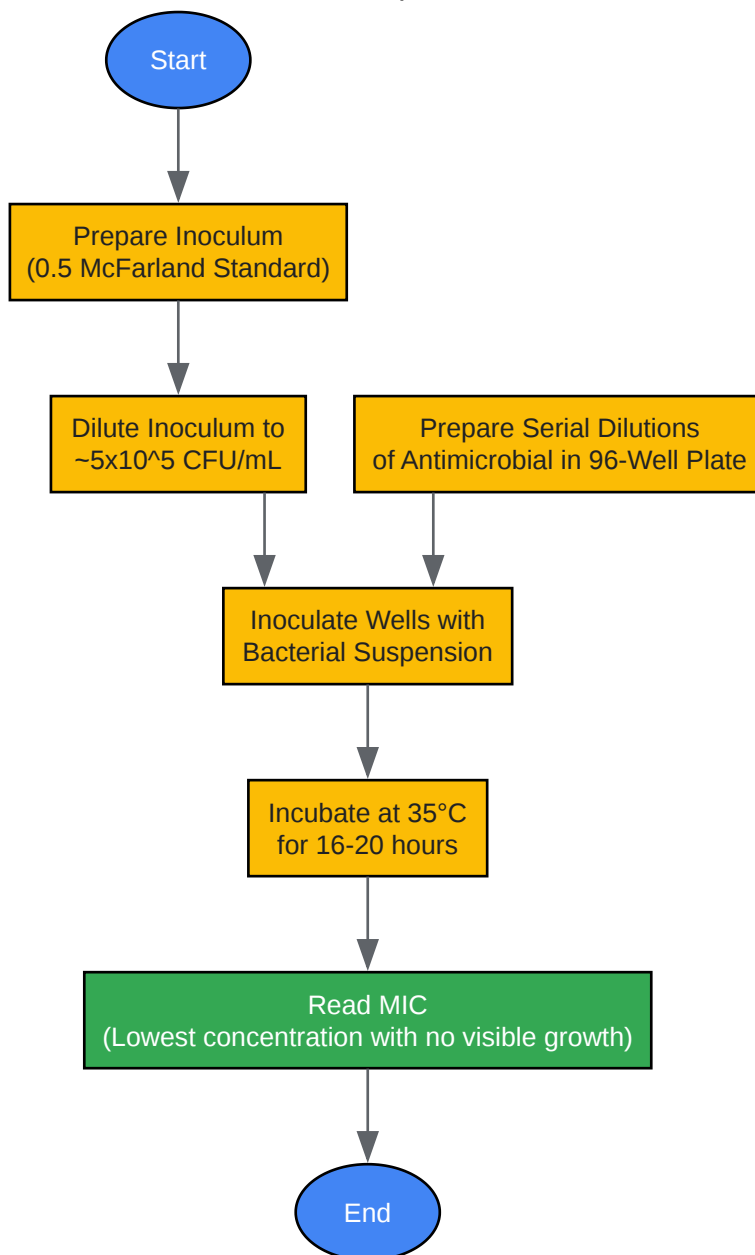 Start
Prepare Inoculum
(0.5 McFarland Standard)
Dilute Inoculum to
~5x10^5 CFU/mL
Prepare Serial Dilutions
of Antimicrobial in 96-Well Plate
Inoculate Wells with
Bacterial Suspension
Incubate at 35°C
for 16-20 hours
Read MIC
(Lowest concentration with no visible growth)
End